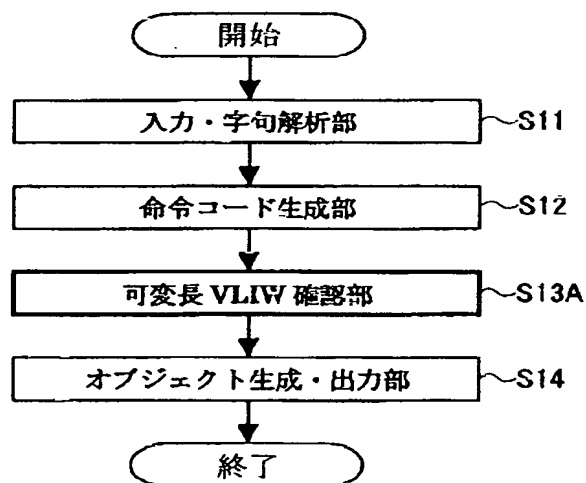 開始
入力・字句解析部 S11
命令コード生成部 S12
可変長 VLIW 確認部 S13A
オブジェクト生成・出力部 S14
終了